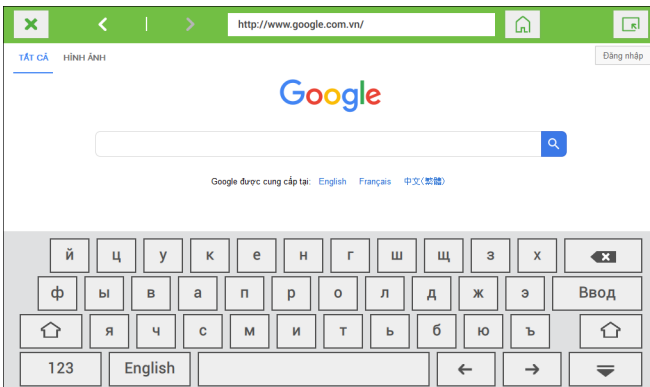 http://www.google.com.vn/
TẤT CẢ HÌNH ẢNH Đăng nhập
Google
Google được cung cấp tại: English Français 中文(繁體)
й ц у к е н г ш щ з х
ф ы в а п р о л д ж э Ввод
я ч с м и т ь б ю ъ
123 English